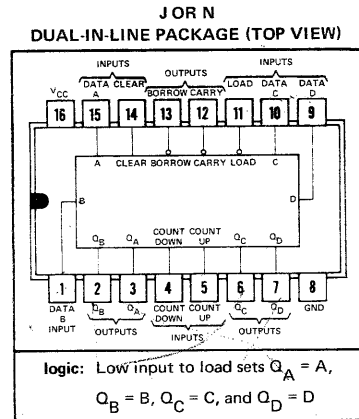 J OR N
DUAL-IN-LINE PACKAGE (TOP VIEW)
INPUTS OUTPUTS INPUTS
VCC DATA A CLEAR BORROW CARRY LOAD DATA C DATA D
16 15 14 13 12 11 10 9
A CLEAR BORROW CARRY LOAD C
B D
QB QA COUNT DOWN COUNT UP QC QD
1 2 3 4 5 6 7 8
DATA B INPUT QB QA COUNT DOWN COUNT UP QC QD GND
OUTPUTS INPUTS OUTPUTS
logic: Low input to load sets QA = A,
QB = B, QC = C, and QD = D